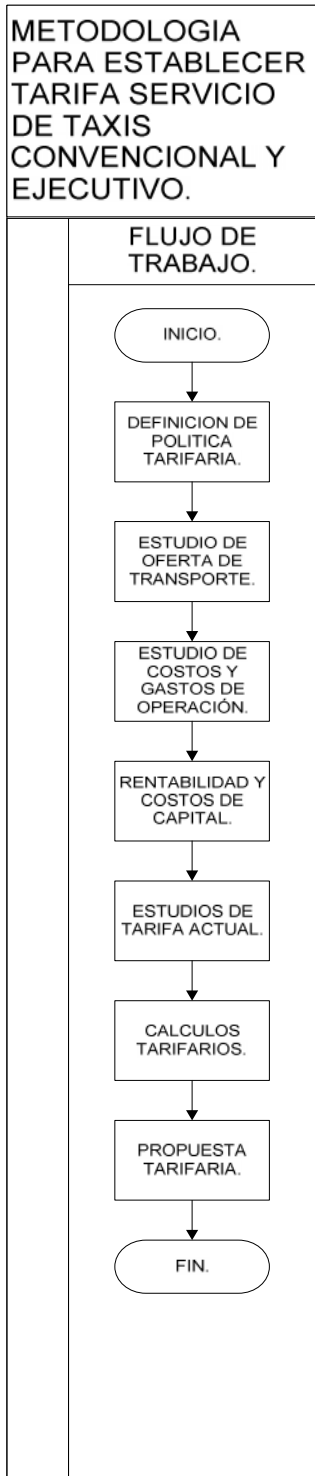 METODOLOGIA
PARA ESTABLECER
TARIFA SERVICIO
DE TAXIS
CONVENCIONAL Y
EJECUTIVO.
FLUJO DE
TRABAJO.
INICIO.
DEFINICION DE
POLITICA
TARIFARIA.
ESTUDIO DE
OFERTA DE
TRANSPORTE.
ESTUDIO DE
COSTOS Y
GASTOS DE
OPERACIÓN.
RENTABILIDAD Y
COSTOS DE
CAPITAL.
ESTUDIOS DE
TARIFA ACTUAL.
CALCULOS
TARIFARIOS.
PROPUESTA
TARIFARIA.
FIN.